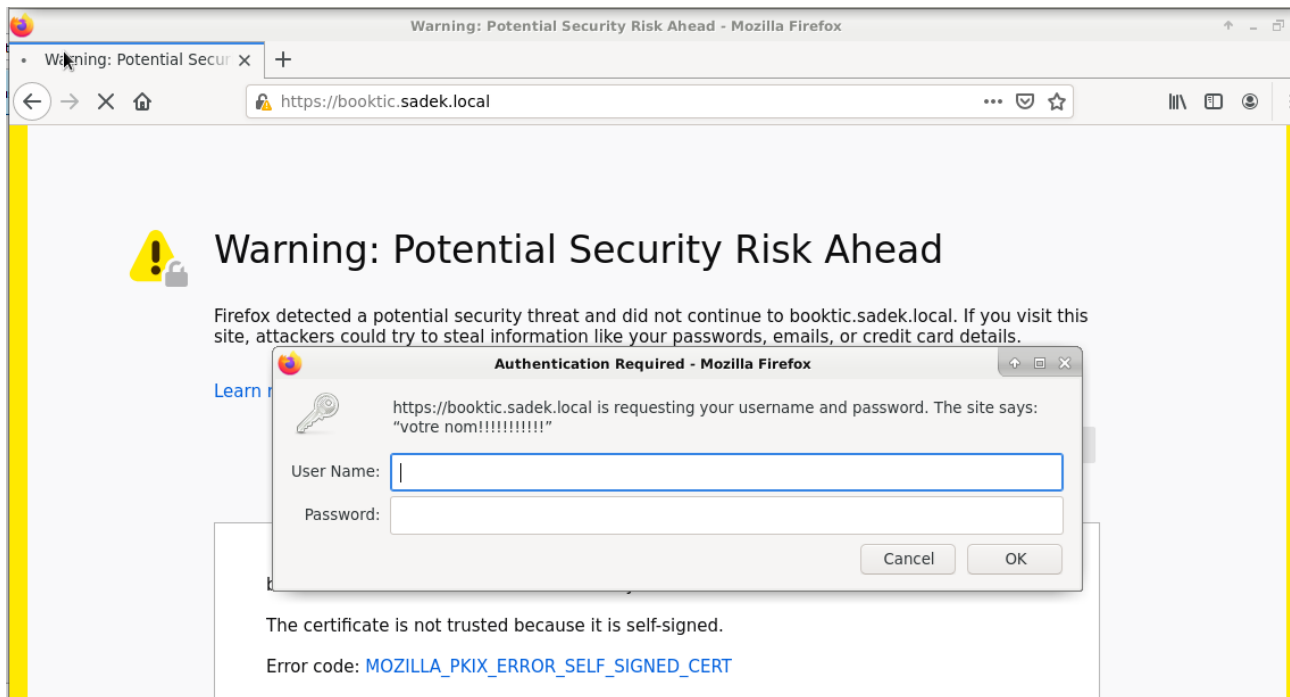 Warning: Potential Security Risk Ahead - Mozilla Firefox
Warning: Potential Secur
https://booktic.sadek.local
Warning: Potential Security Risk Ahead
Firefox detected a potential security threat and did not continue to booktic.sadek.local. If you visit this
site, attackers could try to steal information like your passwords, emails, or credit card details.
Authentication Required - Mozilla Firefox
Learn
https://booktic.sadek.local is requesting your username and password. The site says:
“votre nom!!!!!!!!!!!”
User Name:
Password:
Cancel
OK
The certificate is not trusted because it is self-signed.
Error code: MOZILLA_PKIX_ERROR_SELF_SIGNED_CERT